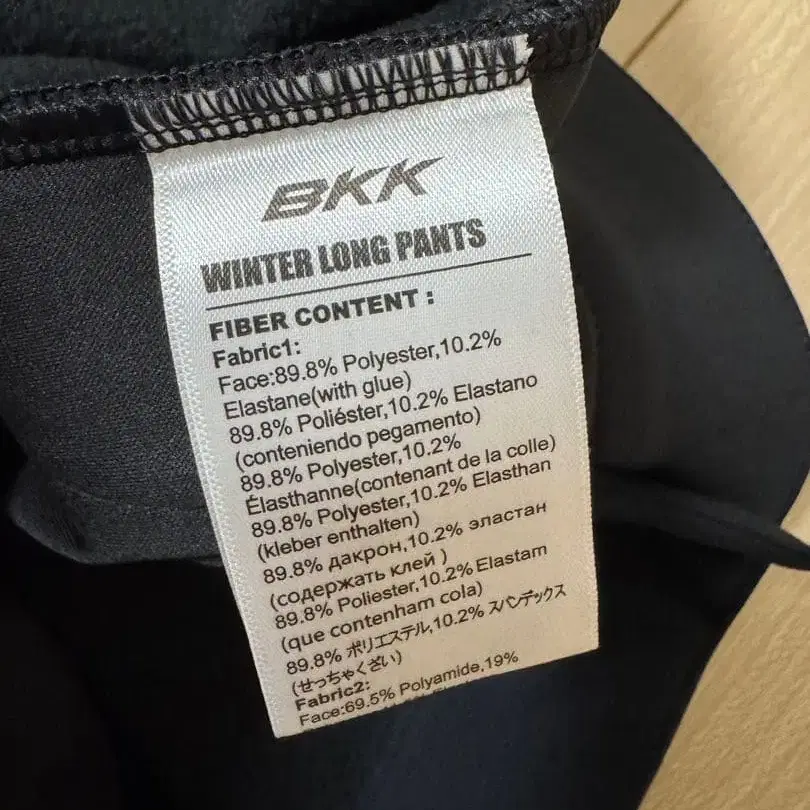 BKK
WINTER LONG PANTS
FIBER CONTENT :
Fabric1:
Face:89.8% Polyester,10.2%
Elastane(with glue)
89.8% Poliéster,10.2% Elastano
(conteniendo pegamento)
89.8% Polyester,10.2%
Élasthanne(contenant de la colle)
89.8% Polyester,10.2% Elasthan
(kleber enthalten)
89.8% дакрон,10.2% эластан
(содержать клей )
89.8% Poliester,10.2% Elastam
(que contenham cola)
89.8% ポリエステル,10.2% スパンデックス
(せっちゃくざい)
Fabric2:
Face:69.5% Polyamide,19%